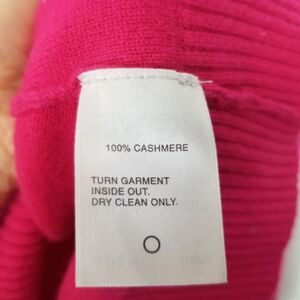 100% CASHMERE
TURN GARMENT
INSIDE OUT.
DRY CLEAN ONLY.